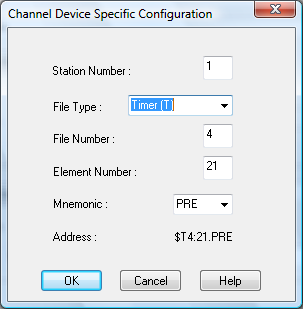 Channel Device Specific Configuration
Station Number : 1
File Type : Timer (T)
File Number : 4
Element Number : 21
Mnemonic : PRE
Address : $T4:21.PRE
OK Cancel Help